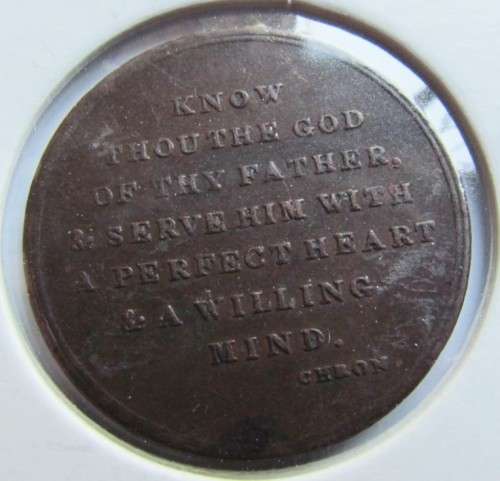 KNOW
THOU THE GOD
OF THY FATHER,
& SERVE HIM WITH
A PERFECT HEART
& A WILLING
MIND.
CHRON